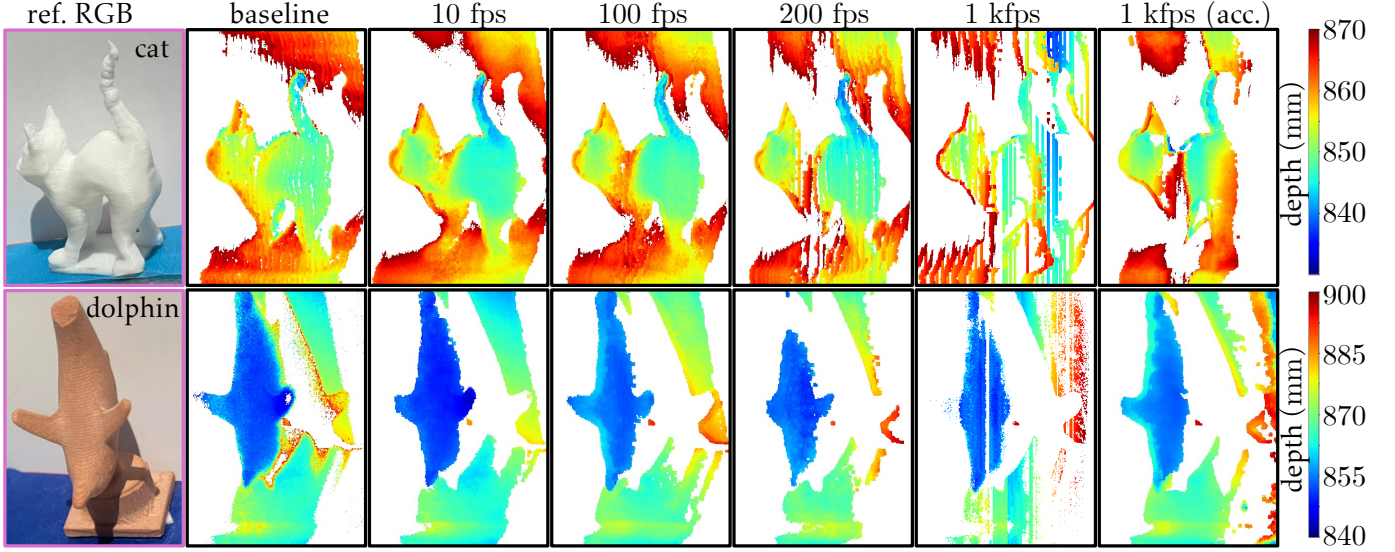 ref. RGB baseline 10 fps 100 fps 200 fps 1 kfps 1 kfps (acc.)
cat
870
860
850
840
depth (mm)
dolphin
900
885
870
855
840
depth (mm)